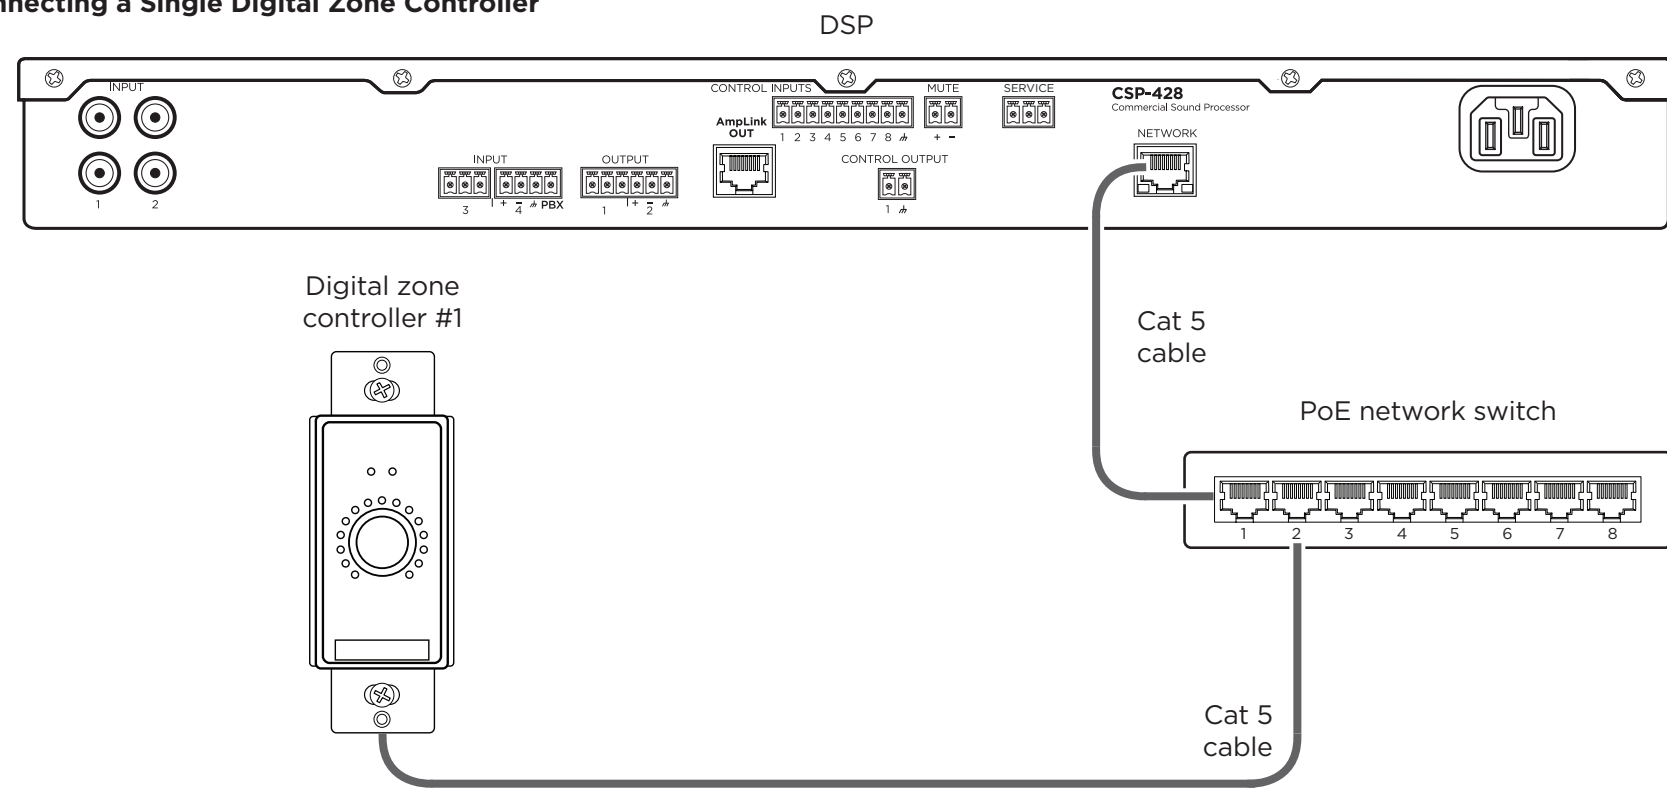 nnecting a Single Digital Zone Controller
DSP
INPUT
1 2
INPUT
3 + - 4 PBX
OUTPUT
1 + - 2
AmpLink
OUT
CONTROL INPUTS
1 2 3 4 5 6 7 8
CONTROL OUTPUT
1
MUTE
+ -
SERVICE
CSP-428
Commercial Sound Processor
NETWORK
Digital zone
controller #1
Cat 5
cable
PoE network switch
1 2 3 4 5 6 7 8
Cat 5
cable